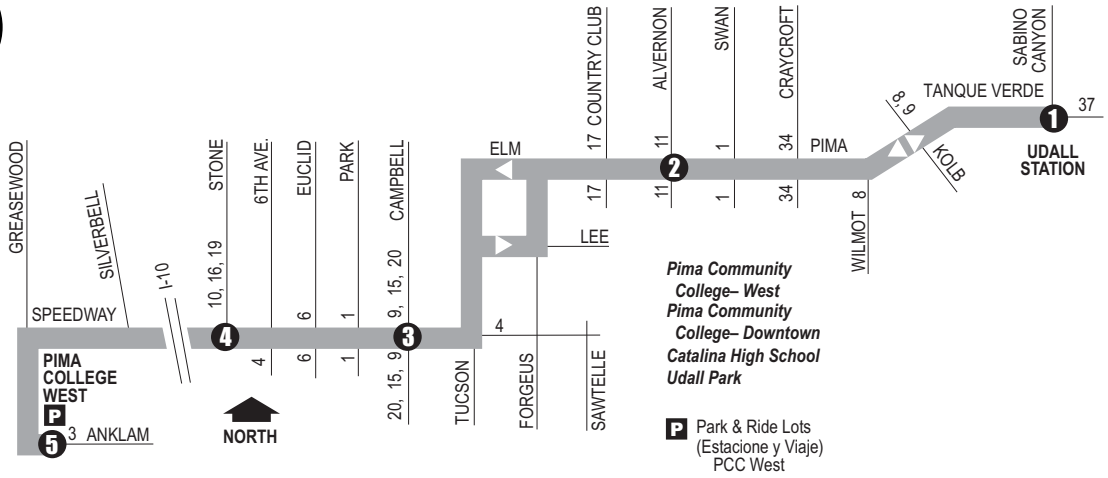 GREASEWOOD
SILVERBELL
I-10
STONE
10, 16, 19
6TH AVE.
4
EUCLID
6
6
PARK
1
1
CAMPBELL
9, 15, 20
20, 15, 9
SPEEDWAY
4
3
PIMA
COLLEGE
WEST
P
5
3 ANKLAM
NORTH
TUCSON
4
FORGEUS
SAWTELLE
ELM
LEE
17 COUNTRY CLUB
17
ALVERNON
11
11
2
SWAN
1
1
CRAYCROFT
34
34
PIMA
WILMOT 8
8, 9
KOLB
TANQUE VERDE
SABINO
CANYON
1
37
UDALL
STATION
Pima Community
College– West
Pima Community
College– Downtown
Catalina High School
Udall Park
P Park & Ride Lots
(Estacione y Viaje)
PCC West